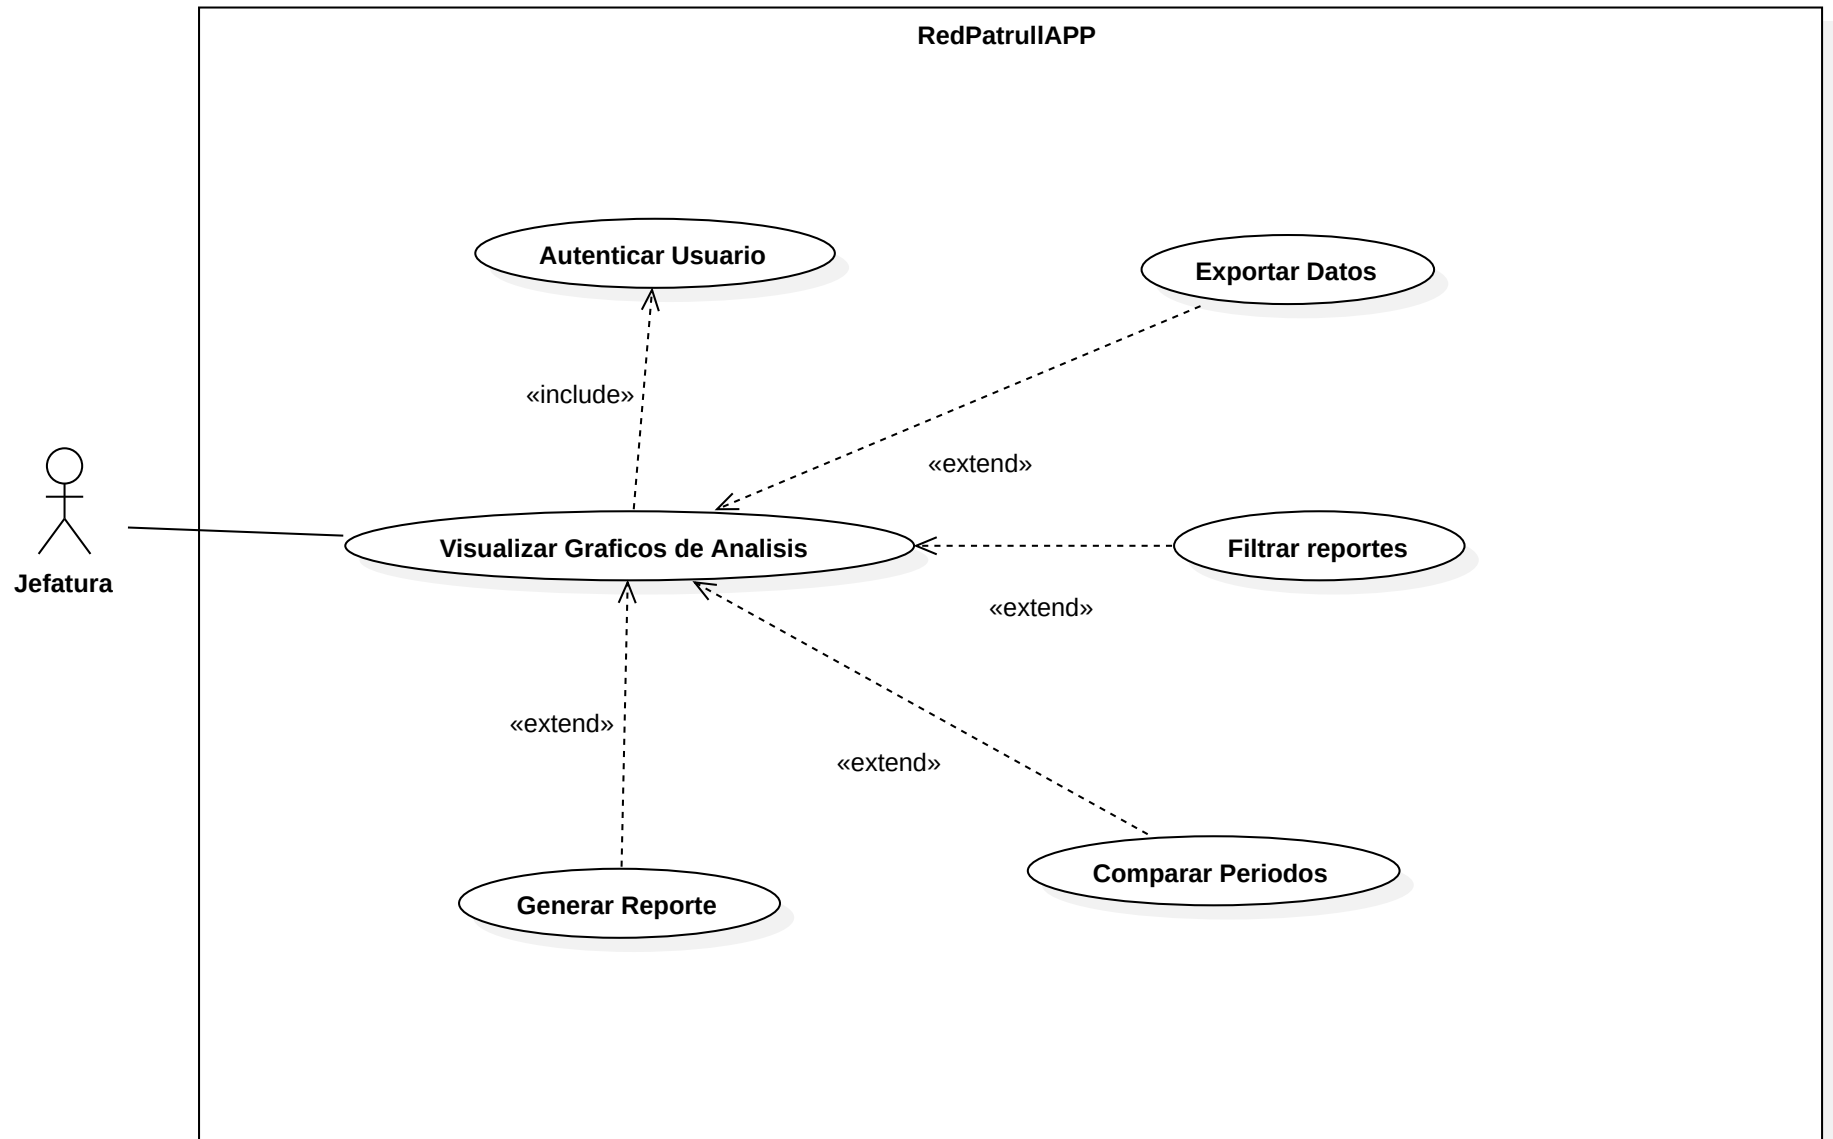 RedPatrullAPP
Autenticar Usuario
Exportar Datos
«include»
«extend»
Visualizar Graficos de Analisis
Filtrar reportes
Jefatura
«extend»
«extend»
«extend»
Comparar Periodos
Generar Reporte